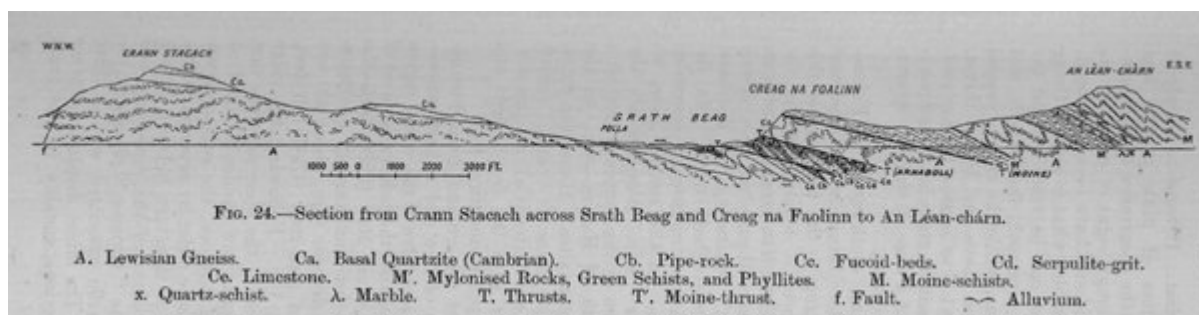 W.N.W.
CRANN STACACH
Cb
Ca
Ca
GRATH BEAG
POLLA
CREAG NA FOALINN
AN LÉAN-CHÀRN
E.S.E.
f
A
1000 500 0 1000 2000 3000 FT.
A
T (ARNABOLL)
M
T (MOINE)
A
M
λ
A
M
FIG. 24.—Section from Crann Stacach across Srath Beag and Creag na Faolinn to An Léan-chárn.
A. Lewisian Gneiss. Ca. Basal Quartzite (Cambrian). Cb. Pipe-rock. Cc. Fucoid-beds. Cd. Serpulite-grit.
Ce. Limestone. M'. Mylonised Rocks, Green Schists, and Phyllites. M. Moine-schists.
x. Quartz-schist. λ. Marble. T. Thrusts. T'. Moine-thrust. f. Fault. Alluvium.